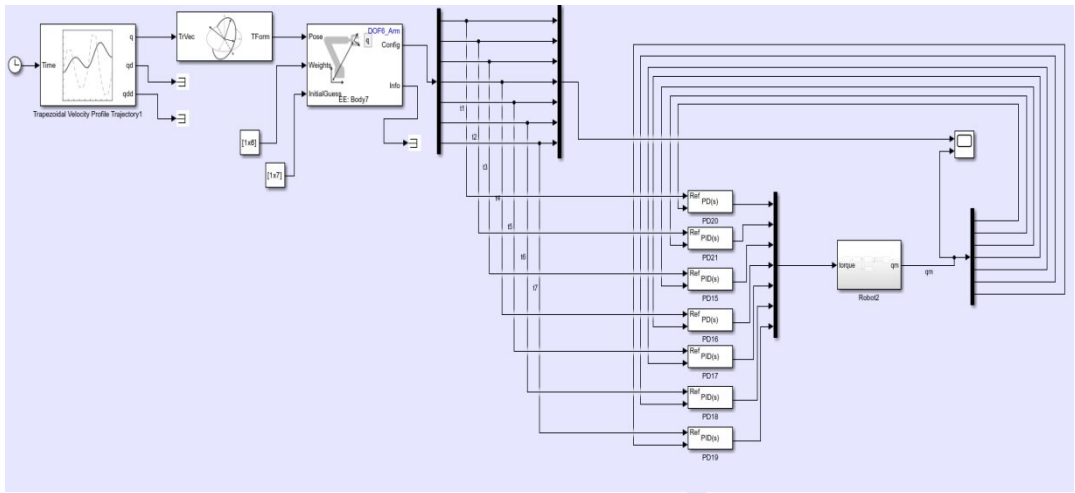 Time
q
qd
qdd
Trapezoidal Velocity Profile Trajectory1
TrVec
TForm
DOF6_Arm
Pose
Weights
InitialGuess
q
Config
Info
EE: Body7
[1x6]
[1x7]
t1
t2
t3
t4
t5
t6
t7
Ref
PD(s)
PD20
Ref
PID(s)
PD21
Ref
PID(s)
PD15
Ref
PD(s)
PD16
Ref
PID(s)
PD17
Ref
PID(s)
PD18
Ref
PID(s)
PD19
torque
qm
Robot2
qm